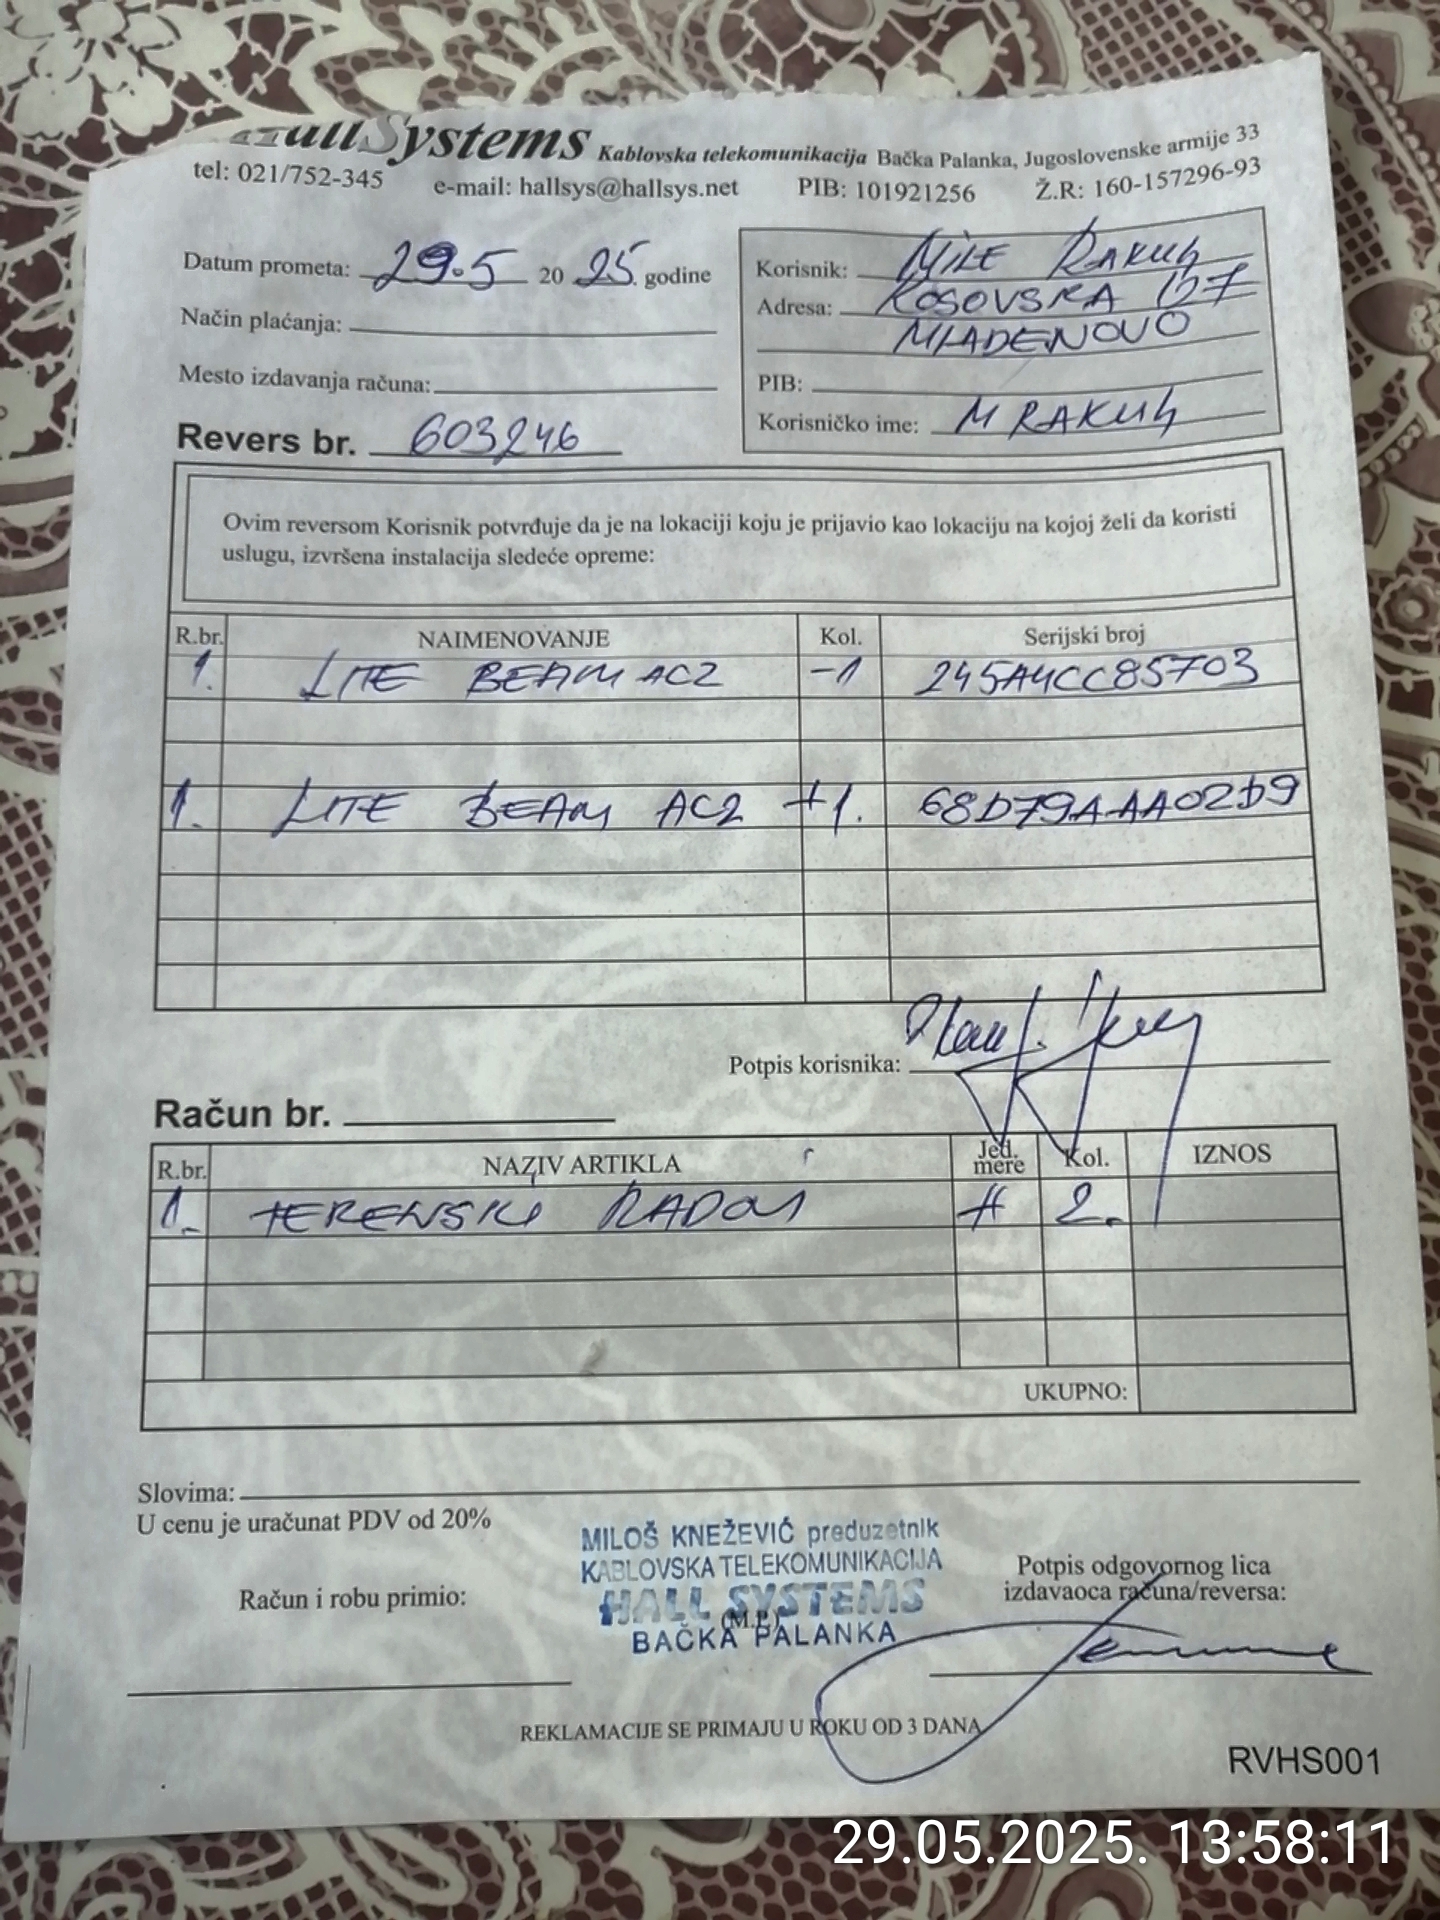 HallSystems Kablovska telekomunikacija Bačka Palanka, Jugoslovenske armije 33
tel: 021/752-345 e-mail: hallsys@hallsys.net PIB: 101921256 Ž.R: 160-157296-93
Datum prometa: 29.5 20 25. godine
Način plaćanja:
Mesto izdavanja računa:
Revers br. 603246
Korisnik: MILE RAKIĆ
Adresa: KOSOVSKA 157
MLADENOVO
PIB:
Korisničko ime: MRAKIĆ
Ovim reversom Korisnik potvrđuje da je na lokaciji koju je prijavio kao lokaciju na kojoj želi da koristi
uslugu, izvršena instalacija sledeće opreme:
R.br. NAIMENOVANJE Kol. Serijski broj
1. LITE BEAM AC2 -1 245A4CC85703
1. LITE BEAM AC2 +1. 68D79AAA02D9
Potpis korisnika:
Račun br.
R.br. NAZIV ARTIKLA Jed. mere Kol. IZNOS
1. TERENSKI RADOVI H 2.
UKUPNO:
Slovima:
U cenu je uračunat PDV od 20%
MILOŠ KNEŽEVIĆ preduzetnik
KABLOVSKA TELEKOMUNIKACIJA
HALL SYSTEMS
(M.P.)
BAČKA PALANKA
Račun i robu primio:
Potpis odgovornog lica
izdavaoca računa/reversa:
REKLAMACIJE SE PRIMAJU U ROKU OD 3 DANA
RVHS001
29.05.2025. 13:58:11